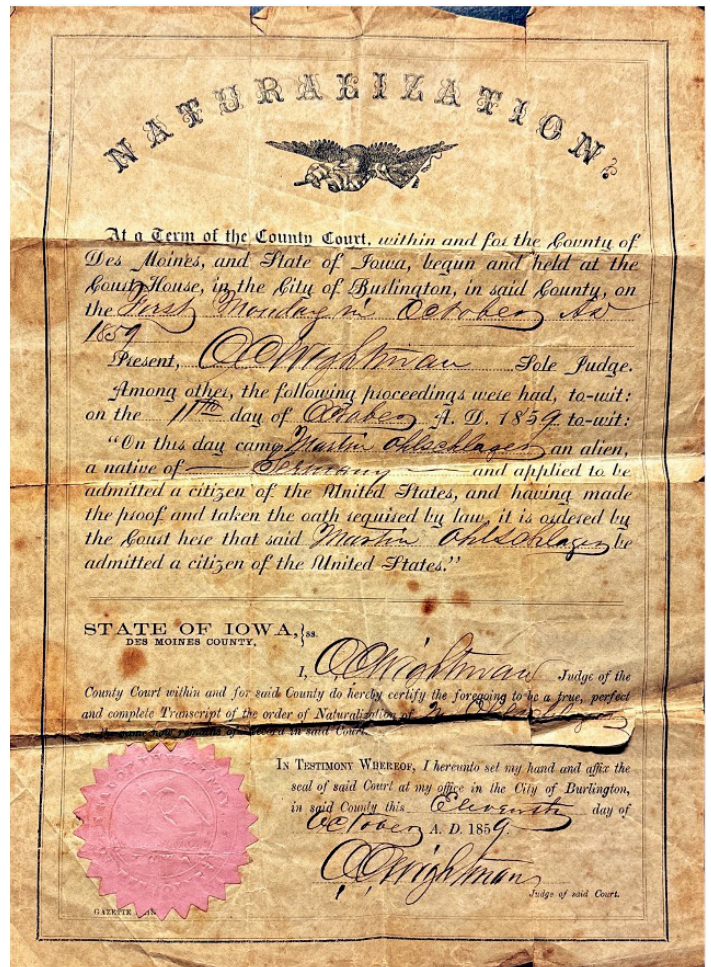 NATURALIZATION.
At a Term of the County Court, within and for the County of
Des Moines, and State of Iowa, begun and held at the
Court House, in the City of Burlington, in said County, on
the First Monday in October AD
1859
Present, C C Wightman Sole Judge.
Among other, the following proceedings were had, to-wit:
on the 11th day of October A. D. 1859. to-wit:
"On this day came Martin Ohlschlager an alien,
a native of Germany and applied to be
admitted a citizen of the United States, and having made
the proof and taken the oath required by law, it is ordered by
the Court here that said Martin Ohlschlager be
admitted a citizen of the United States."
STATE OF IOWA, } ss.
DES MOINES COUNTY,
I, C C Wightman Judge of the
County Court within and for said County do hereby certify the foregoing to be a true, perfect
and complete Transcript of the order of Naturalization of M Ohlschlager
now remains of Record in said Court.
IN TESTIMONY WHEREOF, I hereunto set my hand and affix the
seal of said Court at my office in the City of Burlington,
in said County this Eleventh day of
October A. D. 1859.
C C Wightman
Judge of said Court.
GAZETTE